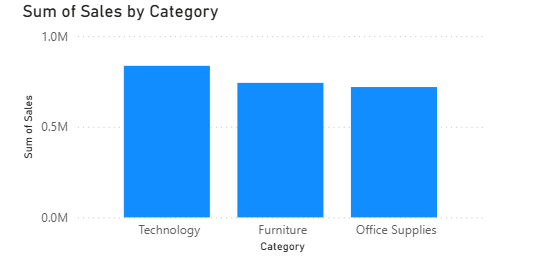 Sum of Sales by Category
1.0M
0.5M
0.0M
Sum of Sales
Technology
Furniture
Office Supplies
Category